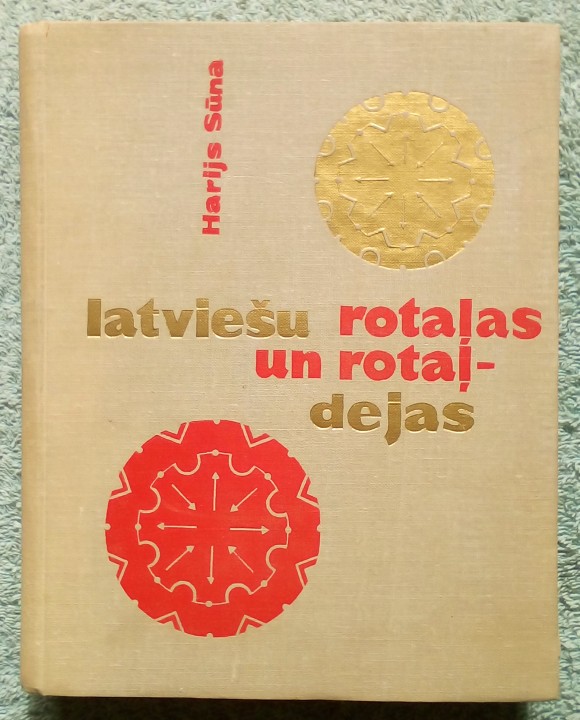 Harijs Sūna
latviešu rotaļas
un rotaļ-
dejas